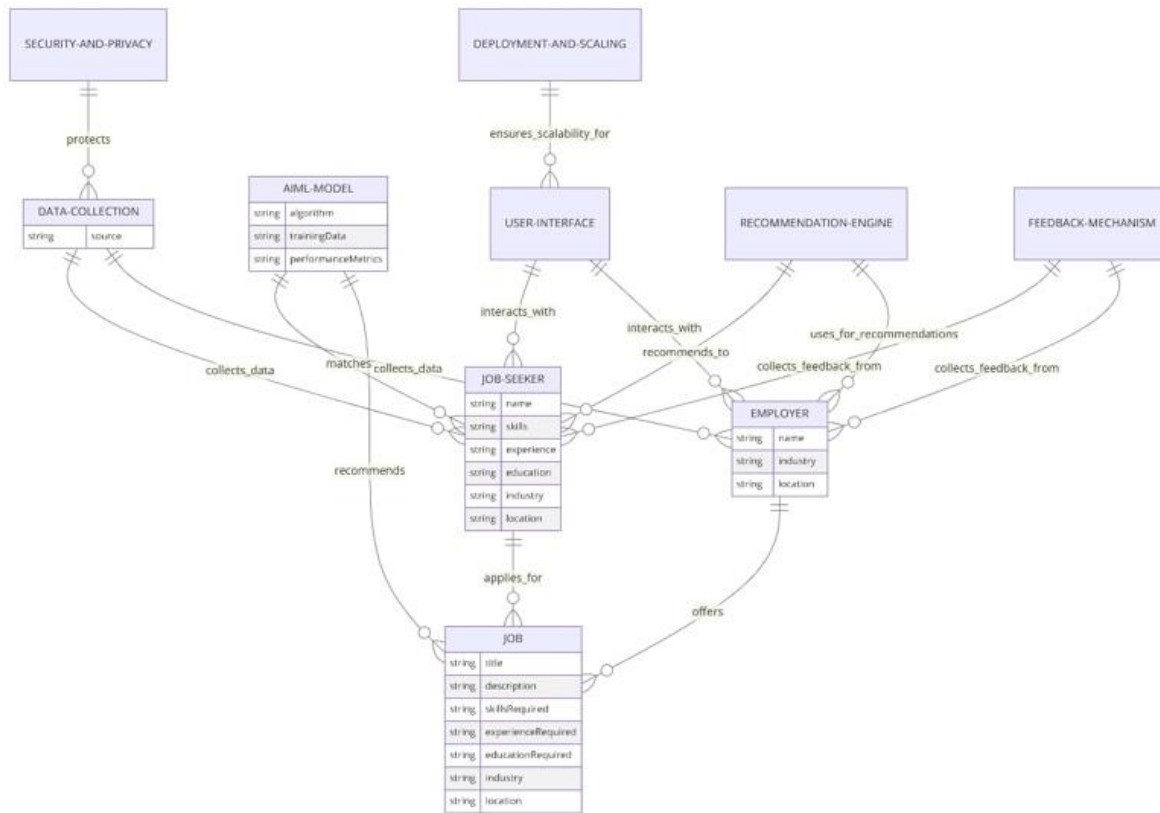 SECURITY-AND-PRIVACY
DEPLOYMENT-AND-SCALING
protects
ensures_scalability_for
AIML-MODEL
string algorithm
string trainingData
string performanceMetrics
DATA-COLLECTION
string source
USER-INTERFACE
RECOMMENDATION-ENGINE
FEEDBACK-MECHANISM
interacts_with
interacts_with
uses_for_recommendations
recommends_to
matches
collects_data
collects_data
collects_feedback_from
collects_feedback_from
JOB-SEEKER
string name
string skills
string experience
string education
string industry
string location
EMPLOYER
string name
string industry
string location
recommends
applies_for
offers
JOB
string title
string description
string skillsRequired
string experienceRequired
string educationRequired
string industry
string location